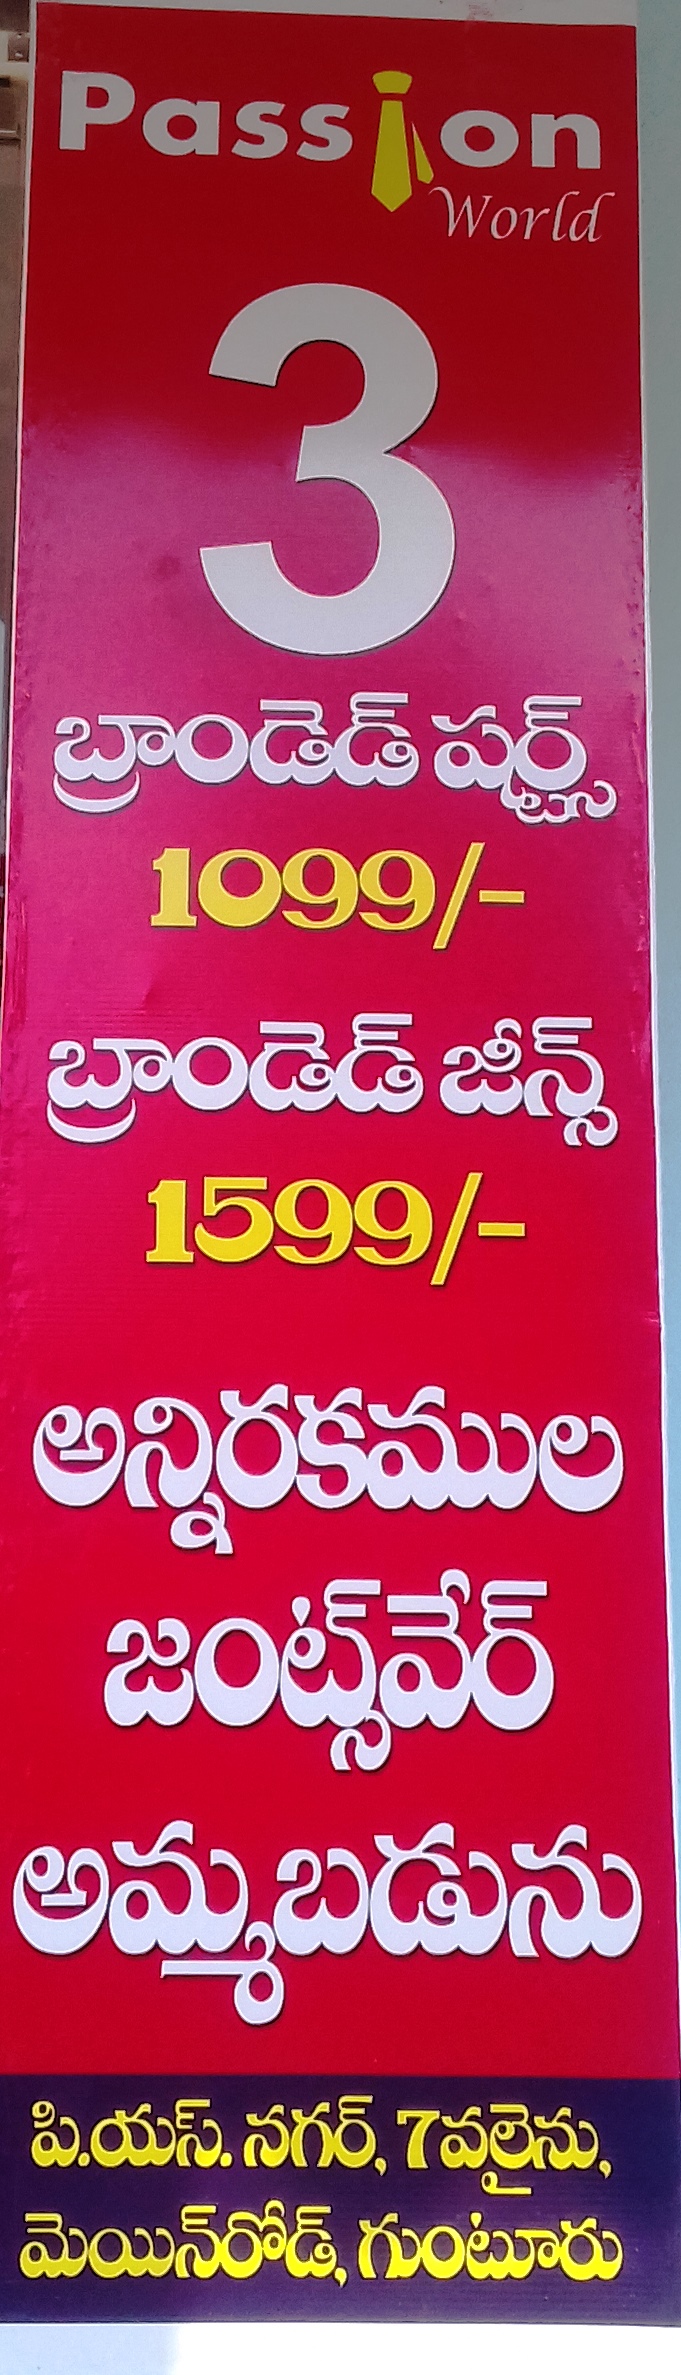 Passion
World
3
బ్రాండెడ్ షర్ట్స్
1099/-
బ్రాండెడ్ జీన్స్
1599/-
అన్నిరకముల
జంట్స్‌వేర్
అమ్మబడును
పి.యస్. నగర్, 7వలైను,
మెయిన్‌రోడ్, గుంటూరు